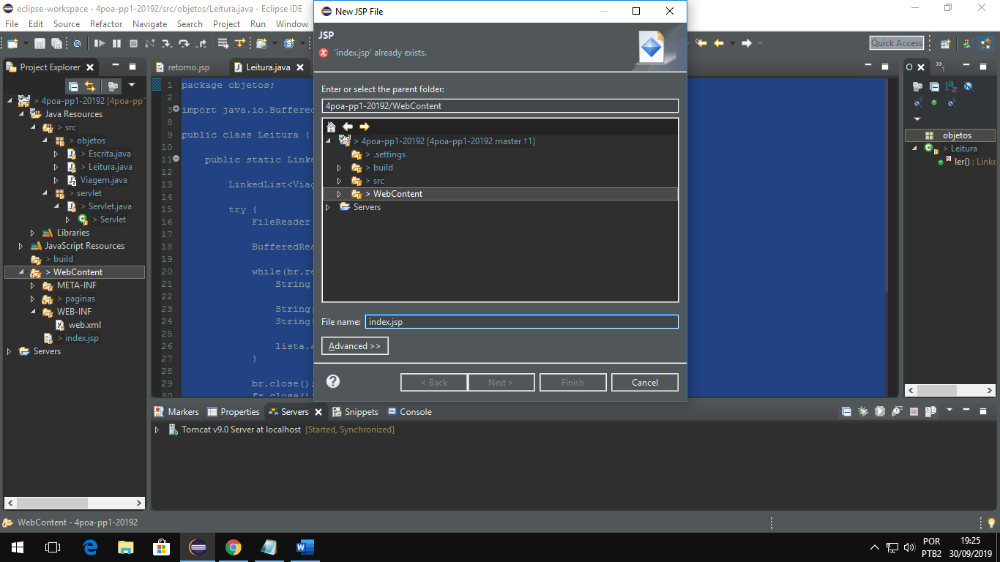 eclipse-workspace - 4poa-pp1-20192/src/objetos/Leitura.java - Eclipse IDE
File Edit Source Refactor Navigate Search Project Run Window
Quick Access
Project Explorer
> 4poa-pp1-20192 [4poa-pp
Java Resources
> src
> objetos
> Escrita.java
> Leitura.java
Viagem.java
> servlet
> Servlet.java
> Servlet
Libraries
JavaScript Resources
> build
> WebContent
META-INF
> paginas
WEB-INF
web.xml
> index.jsp
Servers
retorno.jsp
Leitura.java
1 package objetos;
2
3 import java.io.Buffered
8
9 public class Leitura {
10
11 public static Linke
12
13 LinkedList<Viag
14
15 try {
16 FileReader
17
18 BufferedRea
19
20 while(br.re
21 String
22
23 String
24 String
25
26 lista.a
27 }
28
29 br.close();
30 fr.close();
New JSP File
JSP
'index.jsp' already exists.
Enter or select the parent folder:
4poa-pp1-20192/WebContent
> 4poa-pp1-20192 [4poa-pp1-20192 master ↑1]
> .settings
> build
> src
> WebContent
Servers
File name: index.jsp
Advanced >>
< Back Next > Finish Cancel
O
objetos
> Leitura
ler() : Linke
Markers Properties Servers Snippets Console
Tomcat v9.0 Server at localhost [Started, Synchronized]
WebContent - 4poa-pp1-20192
POR
PTB2
19:25
30/09/2019